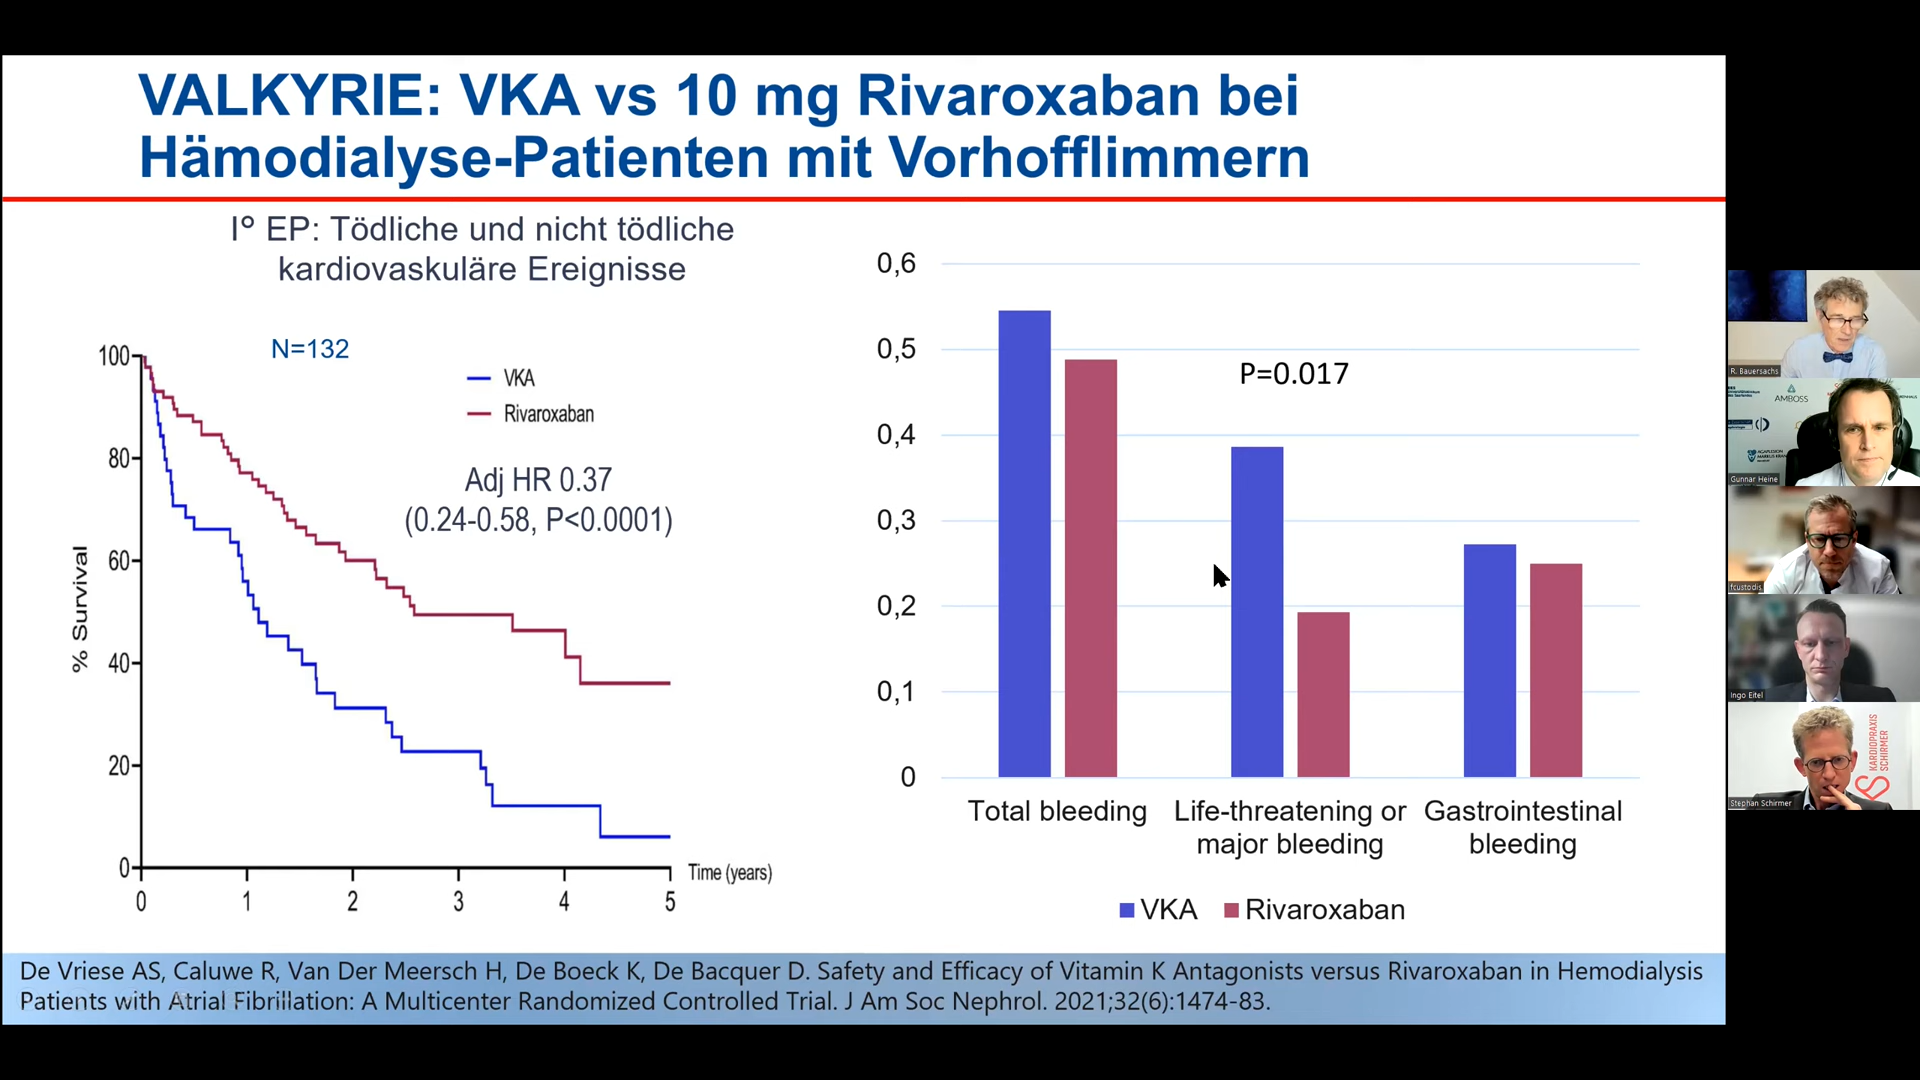 VALKYRIE: VKA vs 10 mg Rivaroxaban bei
Hämodialyse-Patienten mit Vorhofflimmern
I° EP: Tödliche und nicht tödliche
kardiovaskuläre Ereignisse
N=132
VKA
Rivaroxaban
Adj HR 0.37
(0.24-0.58, P<0.0001)
% Survival
100
80
60
40
20
0
0 1 2 3 4 5
Time (years)
0,6
0,5
0,4
0,3
0,2
0,1
0
P=0.017
Total bleeding
Life-threatening or
major bleeding
Gastrointestinal
bleeding
VKA Rivaroxaban
De Vriese AS, Caluwe R, Van Der Meersch H, De Boeck K, De Bacquer D. Safety and Efficacy of Vitamin K Antagonists versus Rivaroxaban in Hemodialysis
Patients with Atrial Fibrillation: A Multicenter Randomized Controlled Trial. J Am Soc Nephrol. 2021;32(6):1474-83.
R. Bauersachs
AMBOSS
Gunnar Heine
fcustodis
Ingo Eitel
KARDIOPRAXIS
SCHIRMER
Stephan Schirmer